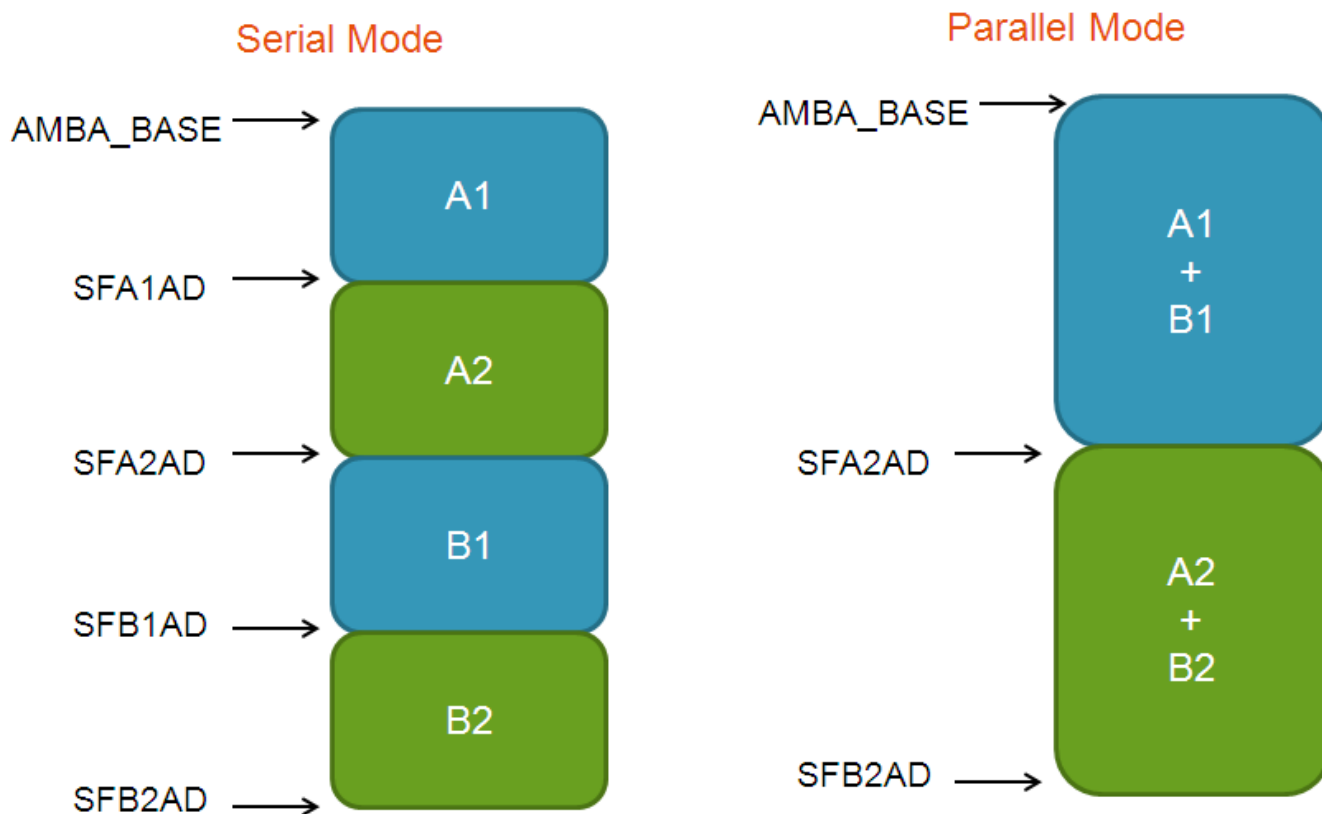 Serial Mode
AMBA_BASE
A1
SFA1AD
A2
SFA2AD
B1
SFB1AD
B2
SFB2AD
Parallel Mode
AMBA_BASE
A1
+
B1
SFA2AD
A2
+
B2
SFB2AD